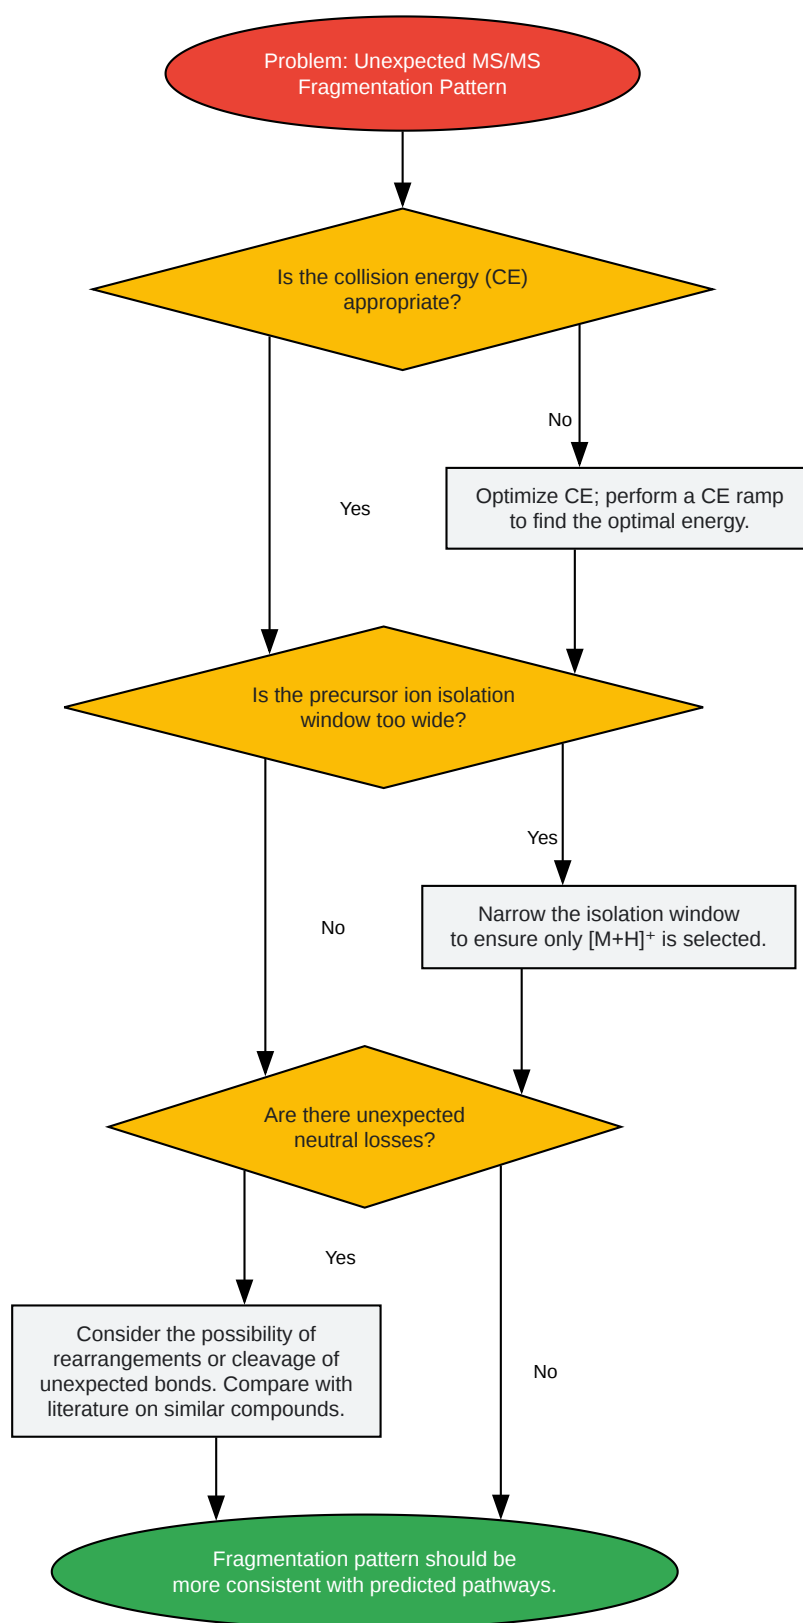 Problem: Unexpected MS/MS
Fragmentation Pattern
Is the collision energy (CE)
appropriate?
No
Optimize CE; perform a CE ramp
to find the optimal energy.
Yes
Is the precursor ion isolation
window too wide?
Yes
Narrow the isolation window
to ensure only [M+H]⁺ is selected.
No
Are there unexpected
neutral losses?
Yes
Consider the possibility of
rearrangements or cleavage of
unexpected bonds. Compare with
literature on similar compounds.
No
Fragmentation pattern should be
more consistent with predicted pathways.